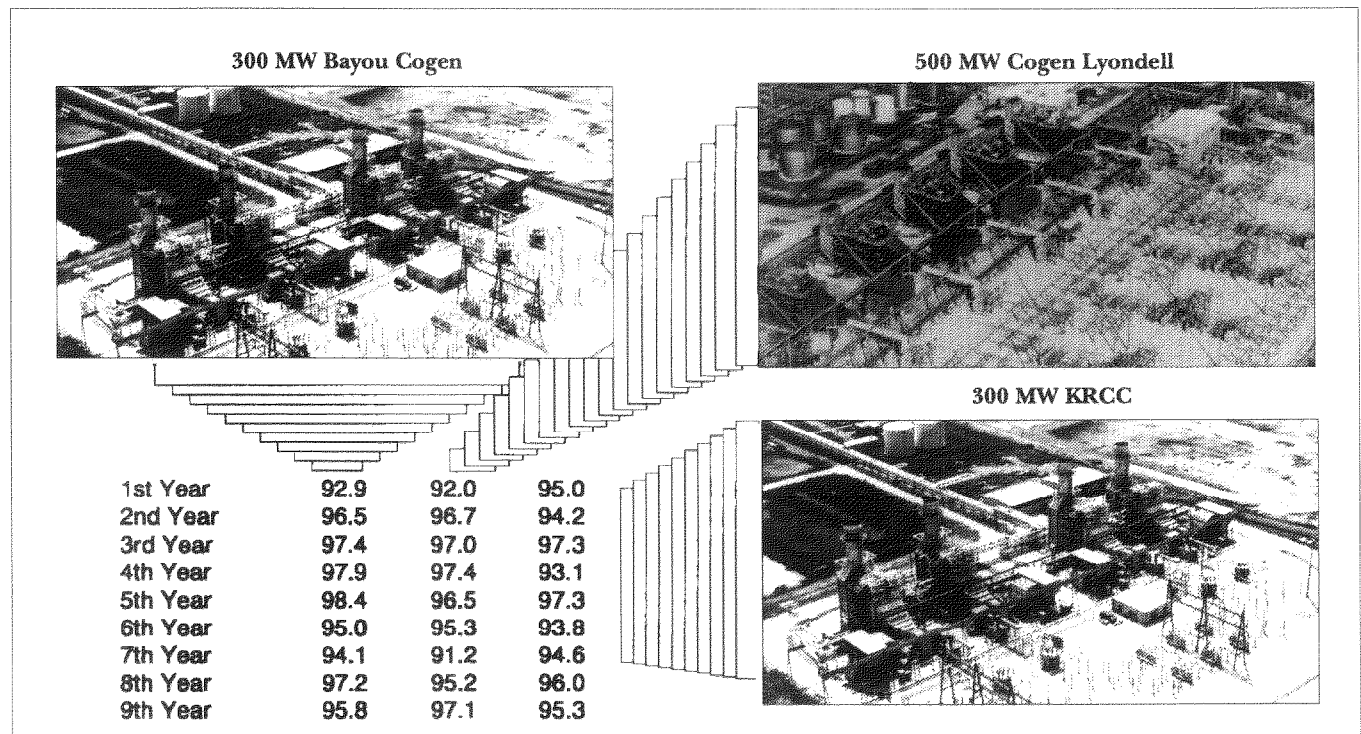 300 MW Bayou Cogen
500 MW Cogen Lyondell
300 MW KRCC
1st Year 92.9 92.0 95.0
2nd Year 96.5 96.7 94.2
3rd Year 97.4 97.0 97.3
4th Year 97.9 97.4 93.1
5th Year 98.4 96.5 97.3
6th Year 95.0 95.3 93.8
7th Year 94.1 91.2 94.6
8th Year 97.2 95.2 96.0
9th Year 95.8 97.1 95.3